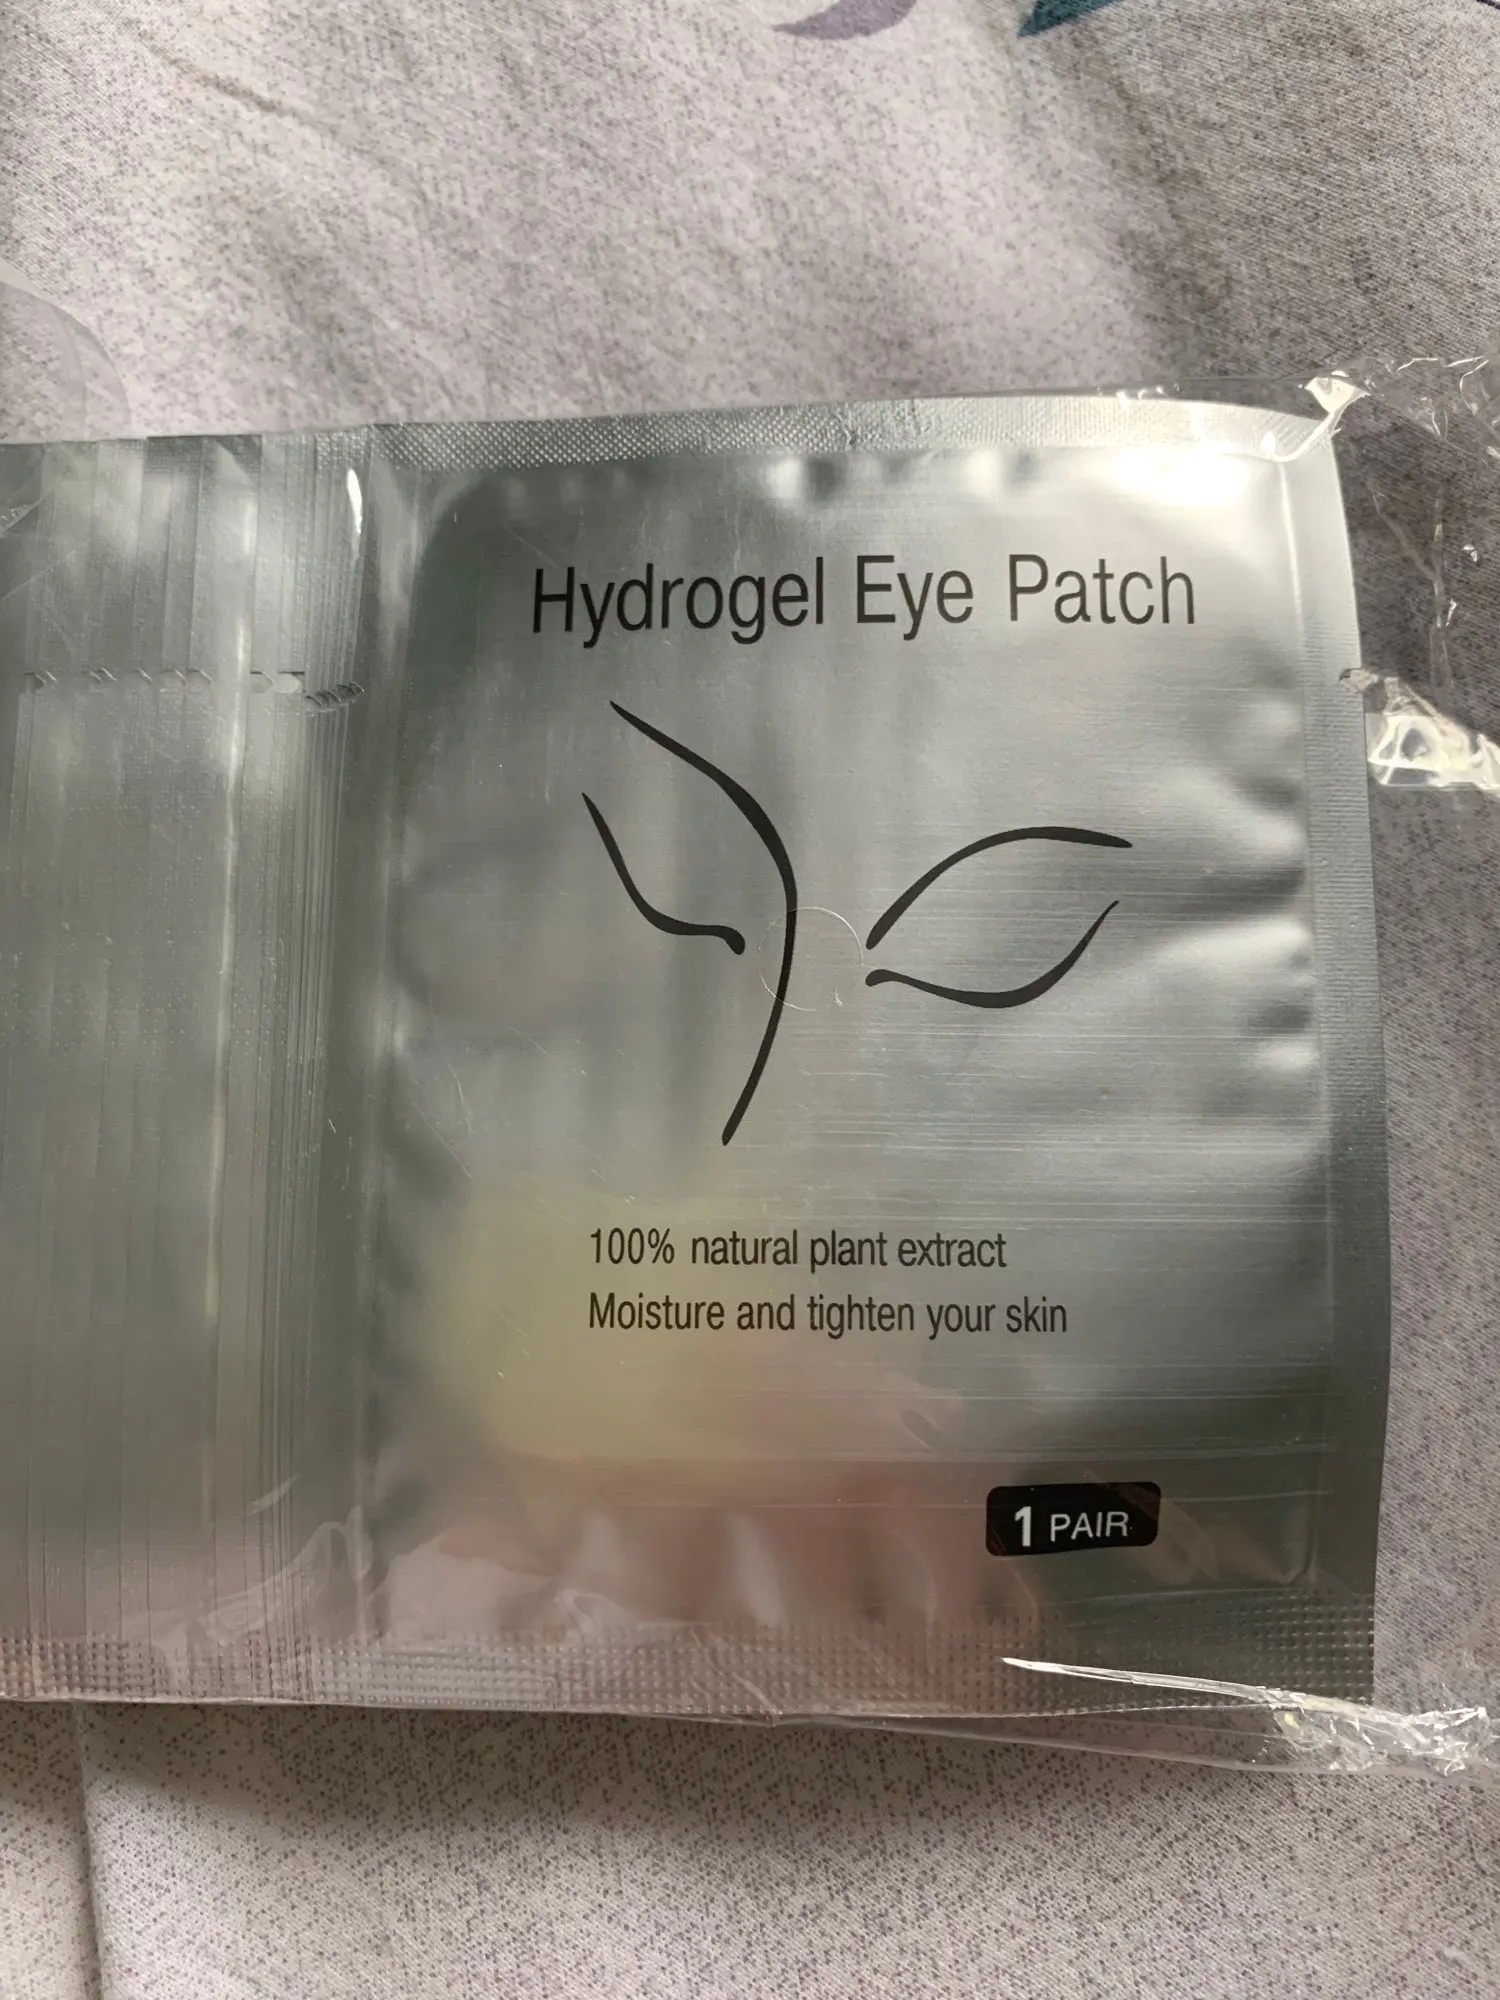 Hydrogel Eye Patch
100% natural plant extract
Moisture and tighten your skin
1 PAIR